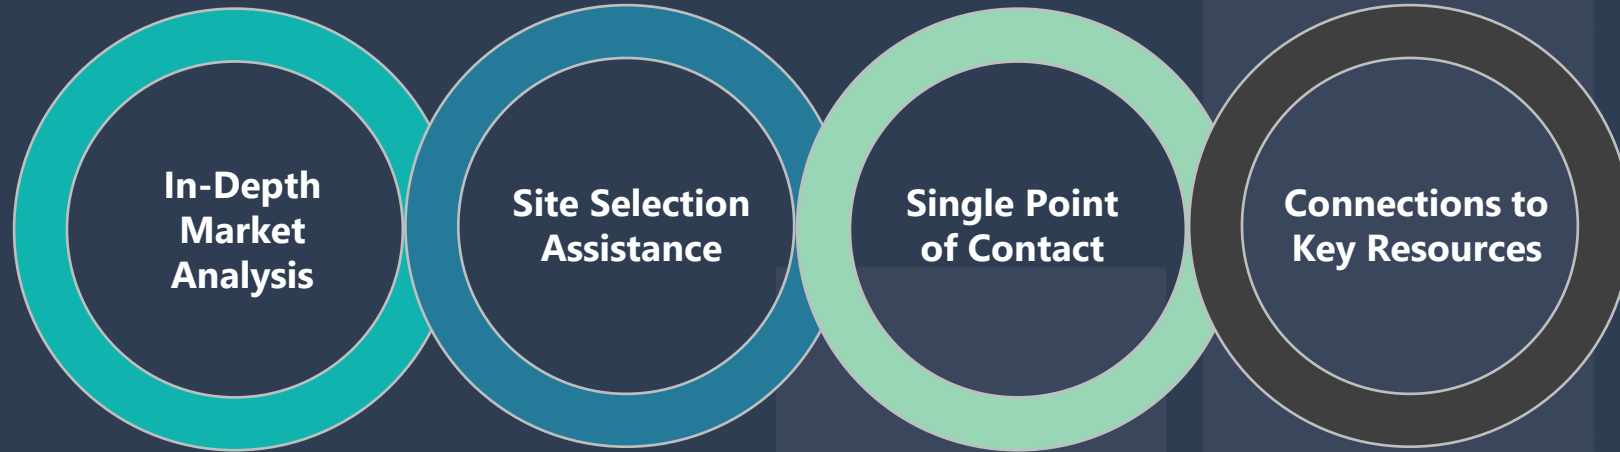 In-Depth
Market
Analysis
Site Selection
Assistance
Single Point
of Contact
Connections to
Key Resources